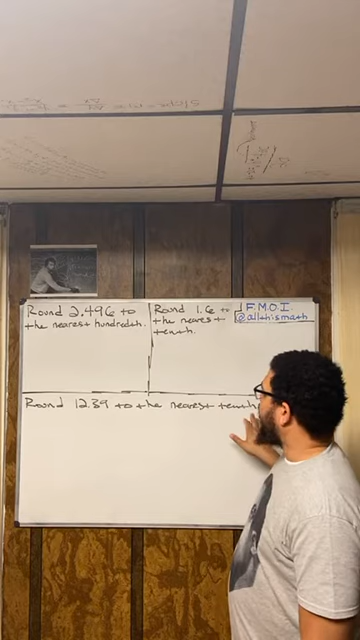 Round 2.496 to
the nearest hundredth.
Round 1.6 to
the nearest
tenth.
F.M.O.I
@allthismath
Round 12.39 to the nearest tenth